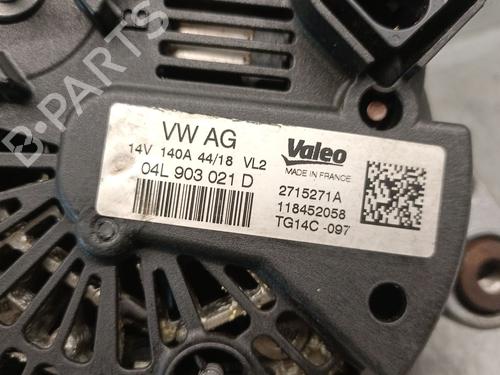 VW AG
14V 140A 44/18 VL2
04L 903 021 D
Valeo
MADE IN FRANCE
2715271A
118452058
TG14C -097
B-PARTS